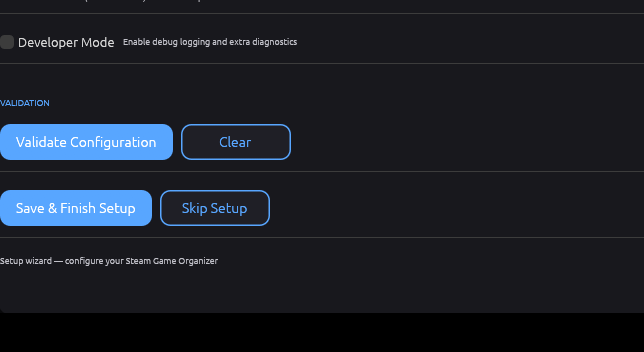 Developer Mode Enable debug logging and extra diagnostics
VALIDATION
Validate Configuration Clear
Save & Finish Setup Skip Setup
Setup wizard — configure your Steam Game Organizer